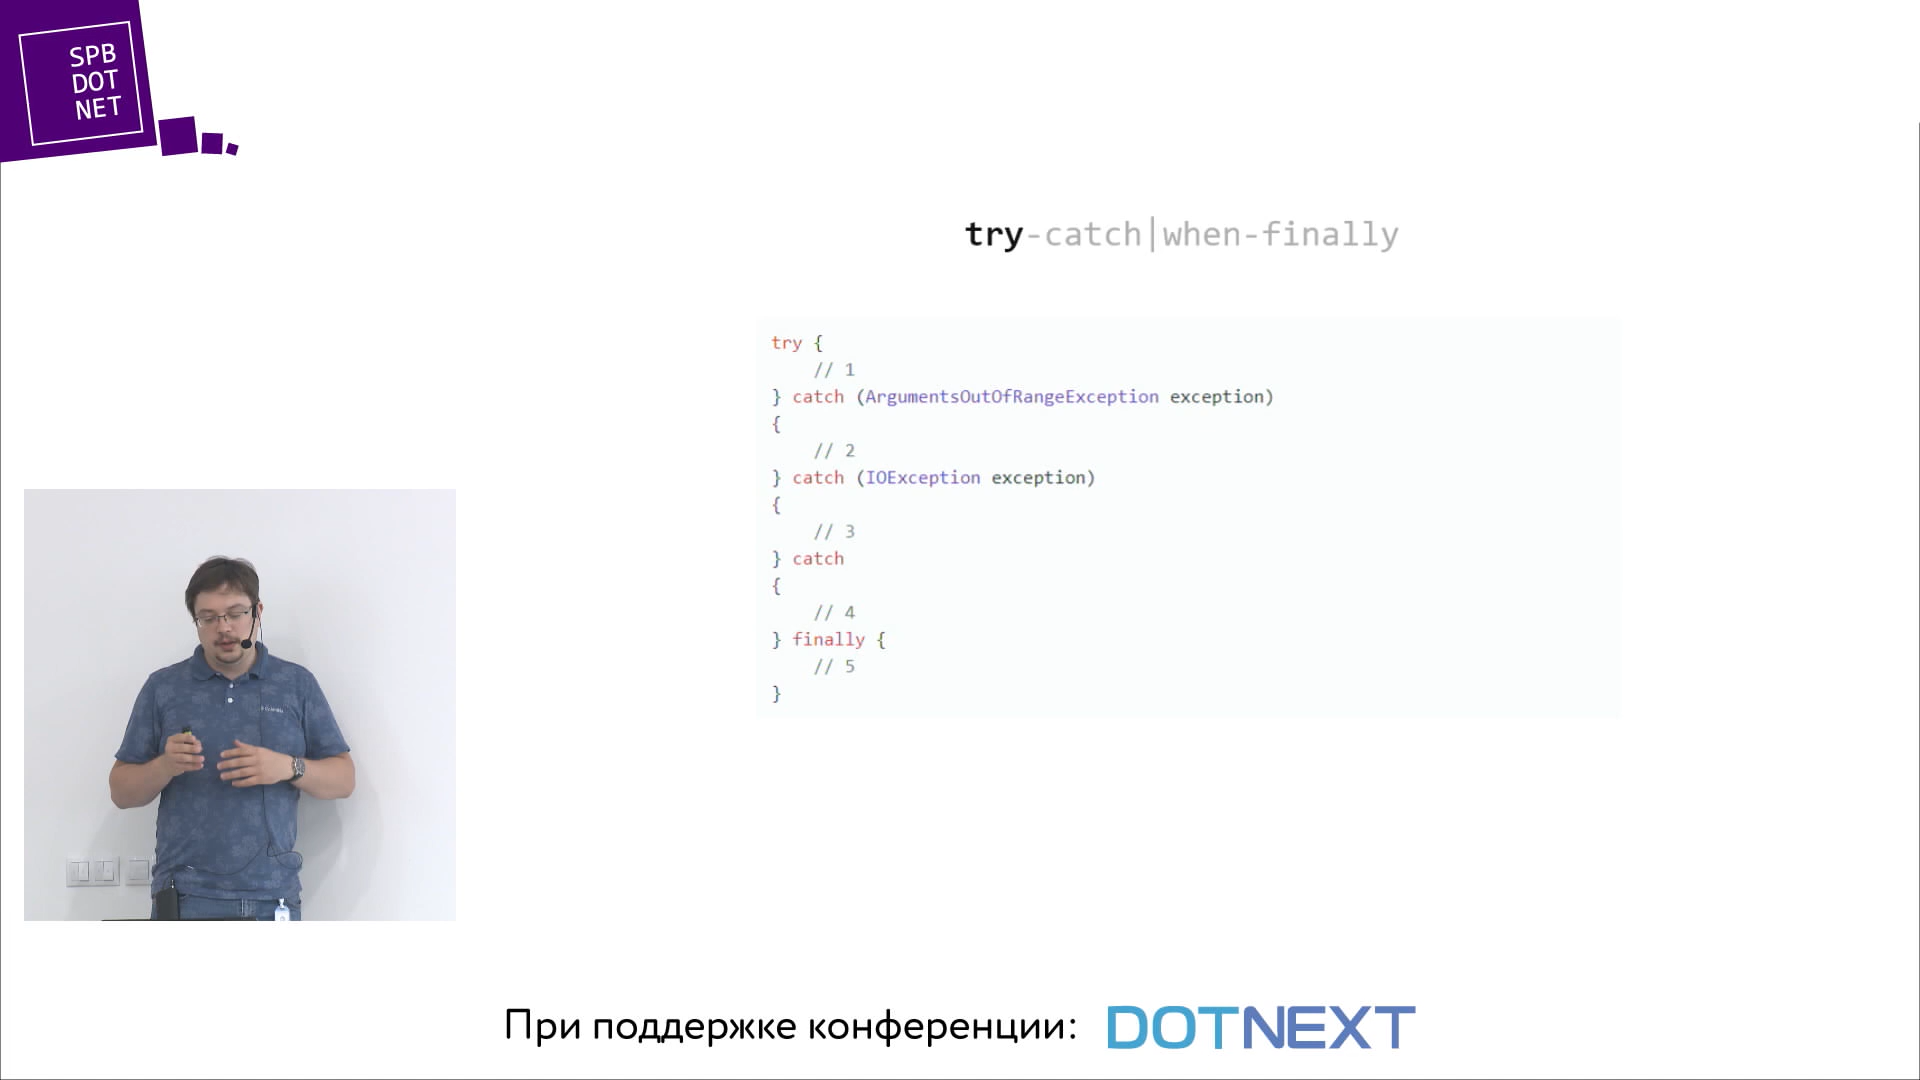 SPB
DOT
NET
try-catch|when-finally
try {
    // 1
} catch (ArgumentsOutOfRangeException exception)
{
    // 2
} catch (IOException exception)
{
    // 3
} catch
{
    // 4
} finally {
    // 5
}
При поддержке конференции: DOTNEXT